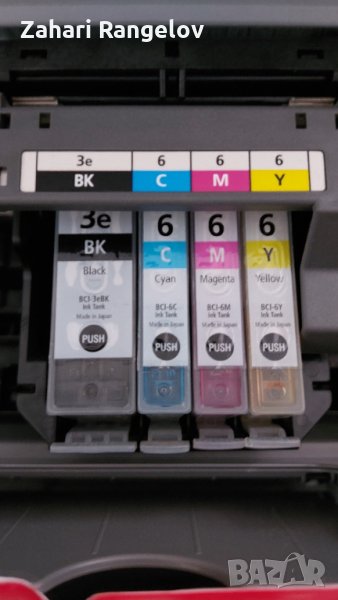 Zahari Rangelov
3e 6 6 6
BK C M Y
3e
BK
Black
BCI-3eBK
Ink Tank
Made in Japan
PUSH
6
C
Cyan
BCI-6C
Ink Tank
Made in Japan
PUSH
6
M
Magenta
BCI-6M
Ink Tank
Made in Japan
PUSH
6
Y
Yellow
BCI-6Y
Ink Tank
Made in Japan
PUSH
BAZAR.bg